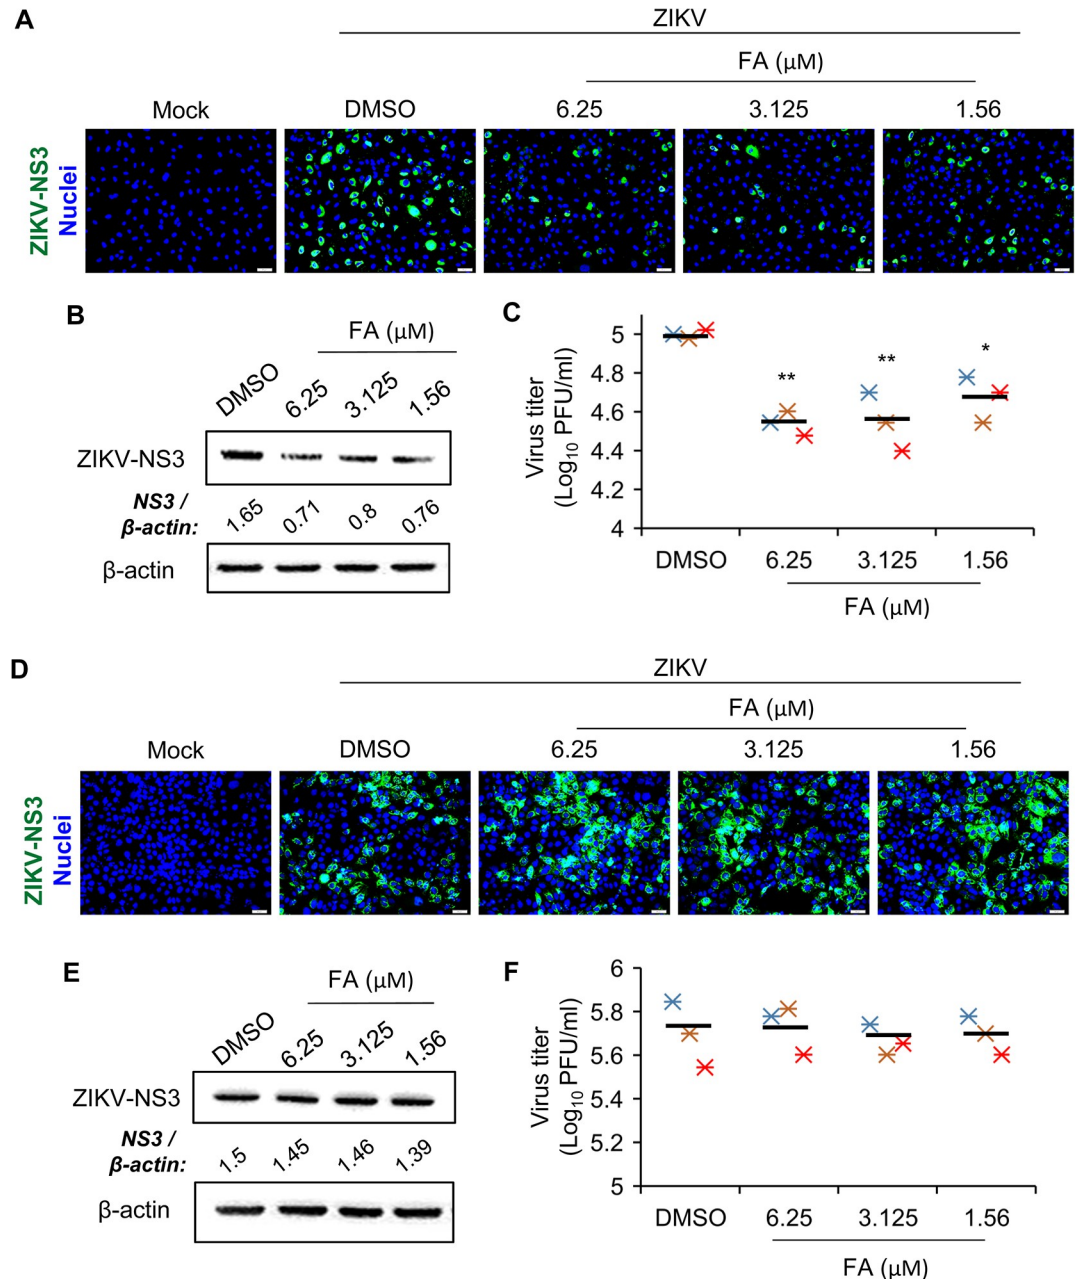 A
ZIKV
FA (µM)
Mock
DMSO
6.25
3.125
1.56
ZIKV-NS3
Nuclei
B
FA (µM)
DMSO
6.25
3.125
1.56
ZIKV-NS3
NS3 /
β-actin:
1.65
0.71
0.8
0.76
β-actin
C
Virus titer
(Log10 PFU/ml)
5
4.8
4.6
4.4
4.2
4
**
**
*
DMSO
6.25
3.125
1.56
FA (µM)
D
ZIKV
FA (µM)
Mock
DMSO
6.25
3.125
1.56
ZIKV-NS3
Nuclei
E
FA (µM)
DMSO
6.25
3.125
1.56
ZIKV-NS3
NS3 /
β-actin:
1.5
1.45
1.46
1.39
β-actin
F
Virus titer
(Log10 PFU/ml)
6
5.8
5.6
5.4
5.2
5
DMSO
6.25
3.125
1.56
FA (µM)